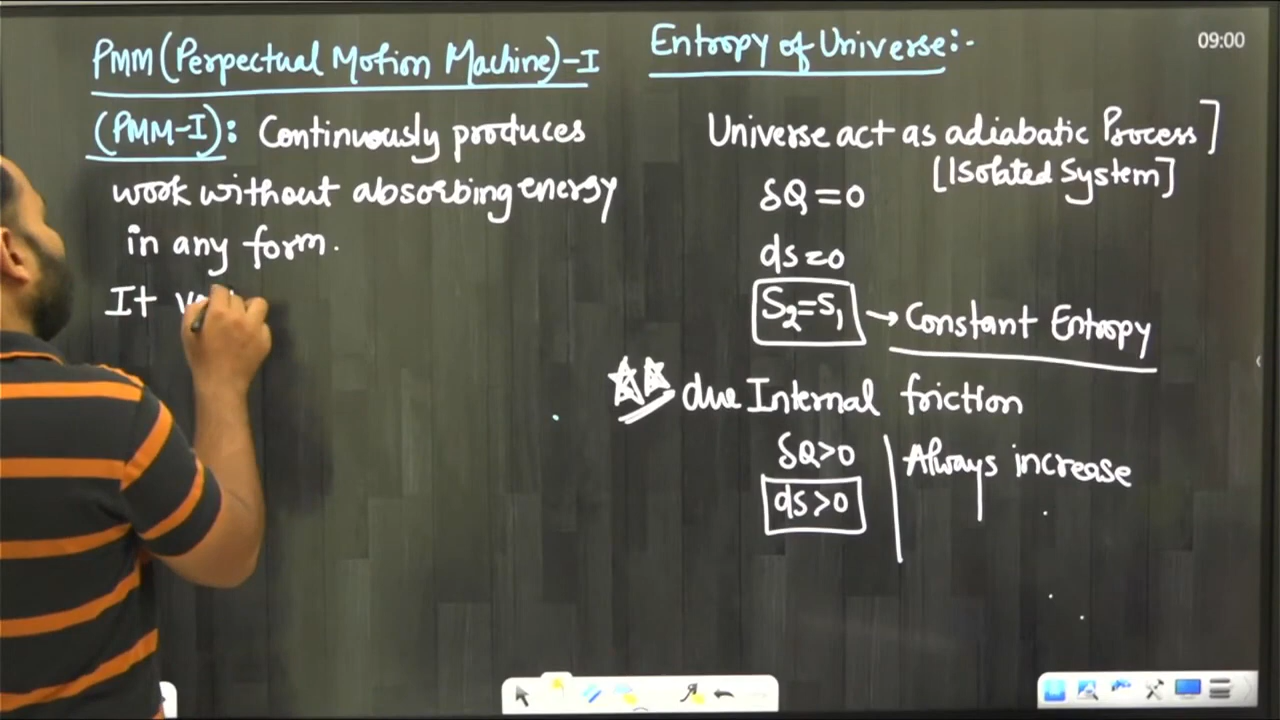 PMM (Perpectual Motion Machine)-I
(PMM-I): Continuously produces
work without absorbing energy
in any form.
It
Entropy of Universe:-
09:00
Universe act as adiabatic Process]
[Isolated System]
δQ=0
ds=0
S₂=S₁ → Constant Entropy
due Internal friction
δQ>0
ds>0
Always increase